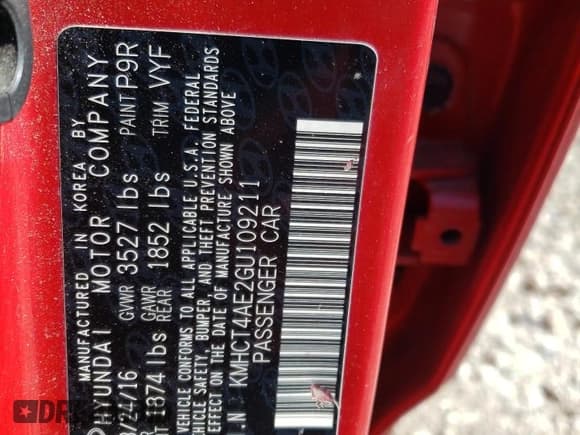 MANUFACTURED IN KOREA BY
HYUNDAI MOTOR COMPANY
/16 GVWR 3527 lbs PAINT P9R
1874 lbs GAWR REAR 1852 lbs TRIM VYF
VEHICLE CONFORMS TO ALL APPLICABLE U.S.A. FEDERAL
VEHICLE SAFETY, BUMPER, AND THEFT PREVENTION STANDARDS
EFFECT ON THE DATE OF MANUFACTURE SHOWN ABOVE
I.N KMHCT4AE2GU109211
PASSENGER CAR